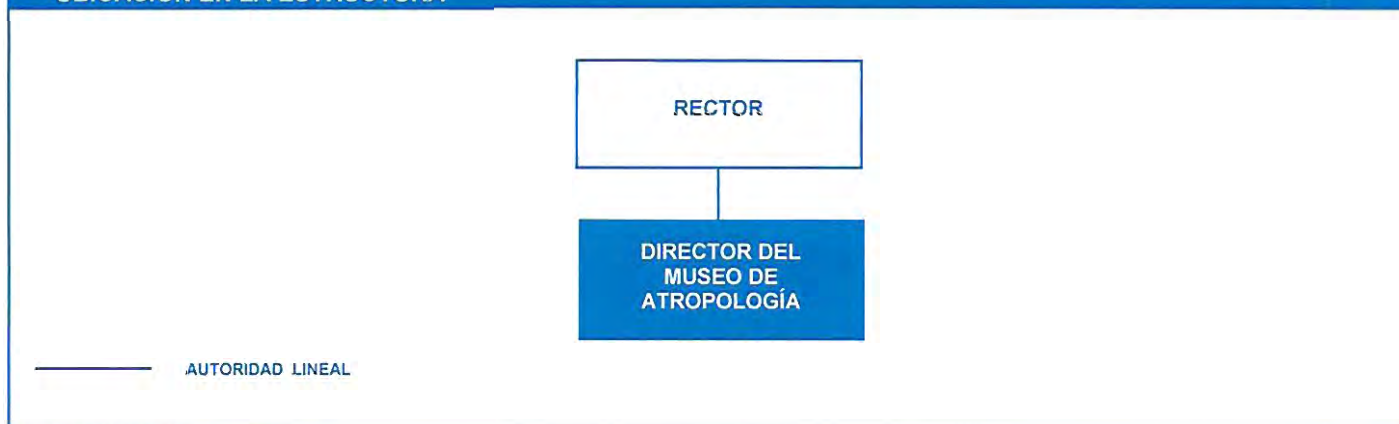 RECTOR
DIRECTOR DEL
MUSEO DE
ATROPOLOGÍA
AUTORIDAD LINEAL